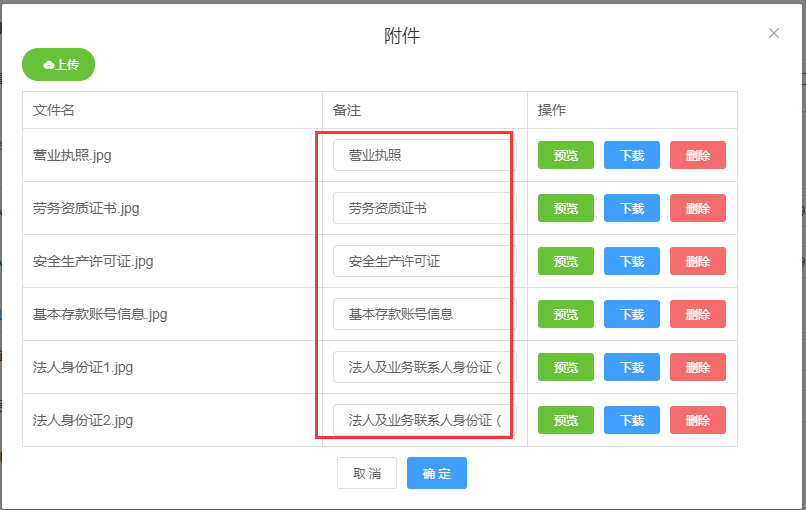 附件
上传
文件名 备注 操作
营业执照.jpg 营业执照 预览 下载 删除
劳务资质证书.jpg 劳务资质证书 预览 下载 删除
安全生产许可证.jpg 安全生产许可证 预览 下载 删除
基本存款账号信息.jpg 基本存款账号信息 预览 下载 删除
法人身份证1.jpg 法人及业务联系人身份证 ( 预览 下载 删除
法人身份证2.jpg 法人及业务联系人身份证 ( 预览 下载 删除
取 消 确 定